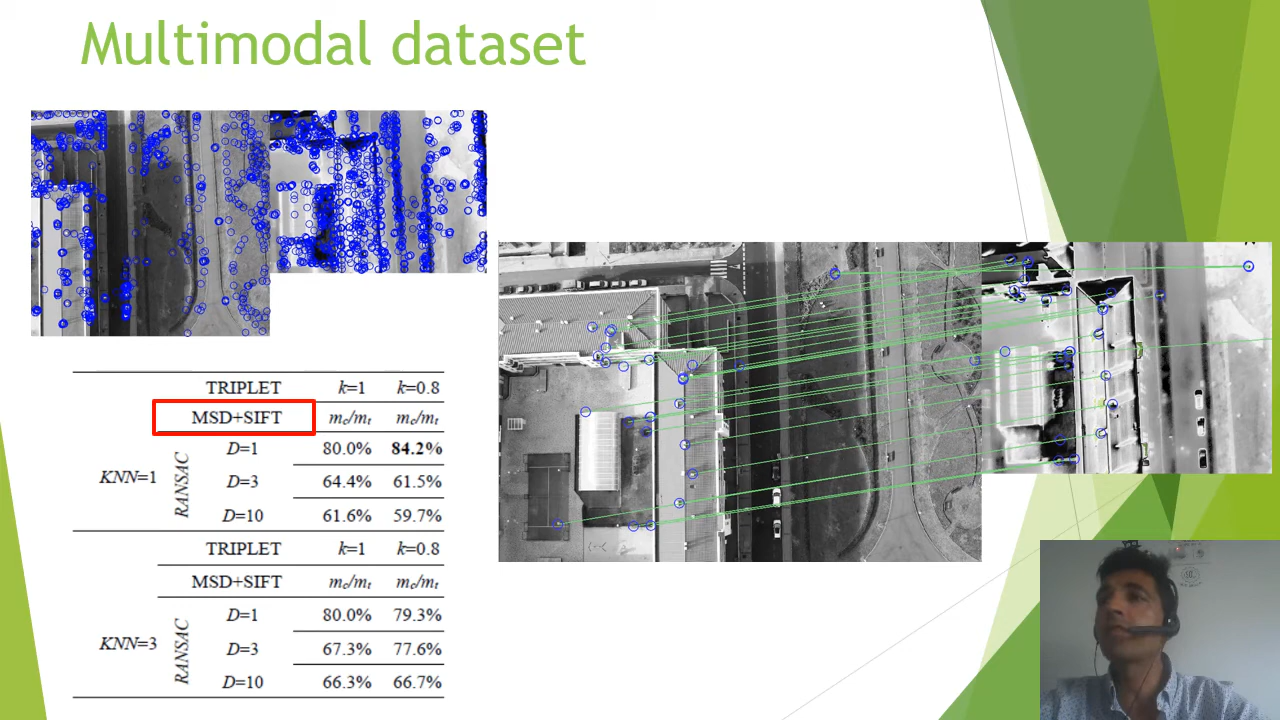 Multimodal dataset
TRIPLET k=1 k=0.8
MSD+SIFT mc/mt mc/mt
KNN=1 RANSAC
D=1 80.0% 84.2%
D=3 64.4% 61.5%
D=10 61.6% 59.7%
TRIPLET k=1 k=0.8
MSD+SIFT mc/mt mc/mt
KNN=3 RANSAC
D=1 80.0% 79.3%
D=3 67.3% 77.6%
D=10 66.3% 66.7%